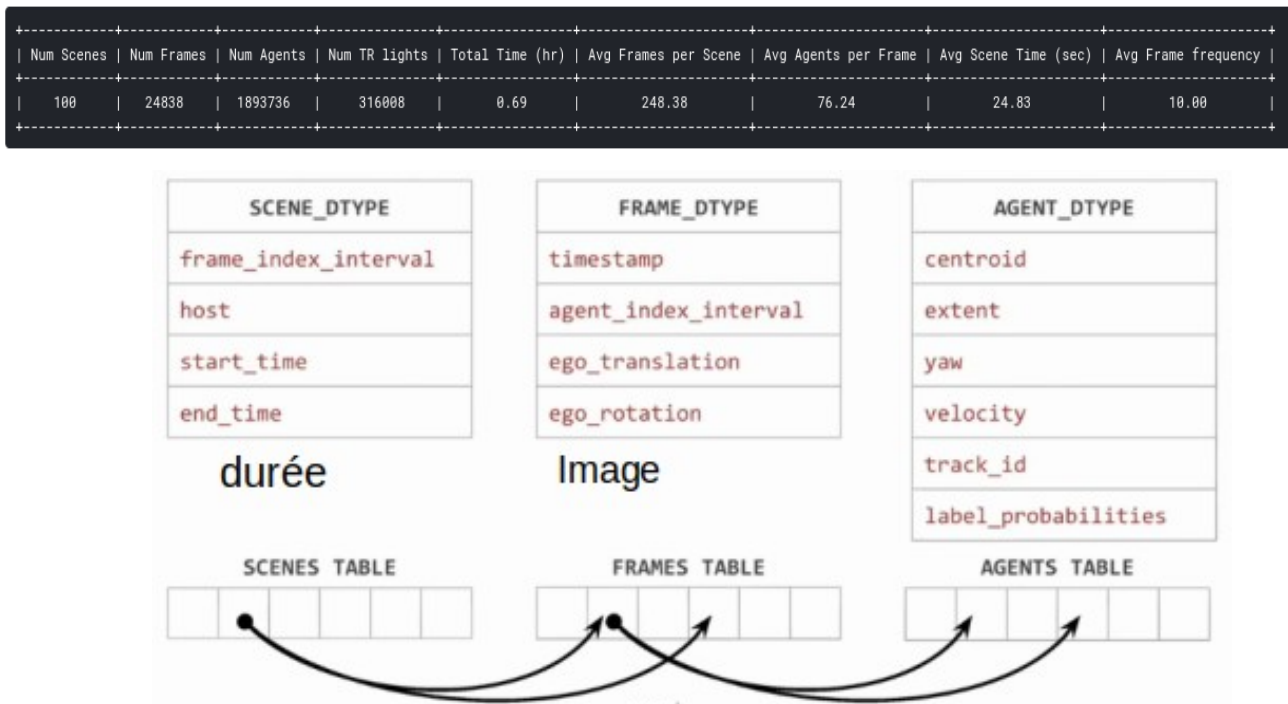 | Num Scenes | Num Frames | Num Agents | Num TR lights | Total Time (hr) | Avg Frames per Scene | Avg Agents per Frame | Avg Scene Time (sec) | Avg Frame frequency |
| 100 | 24838 | 1893736 | 316008 | 0.69 | 248.38 | 76.24 | 24.83 | 10.00 |
SCENE_DTYPE
frame_index_interval
host
start_time
end_time
durée
FRAME_DTYPE
timestamp
agent_index_interval
ego_translation
ego_rotation
Image
AGENT_DTYPE
centroid
extent
yaw
velocity
track_id
label_probabilities
SCENES TABLE
FRAMES TABLE
AGENTS TABLE